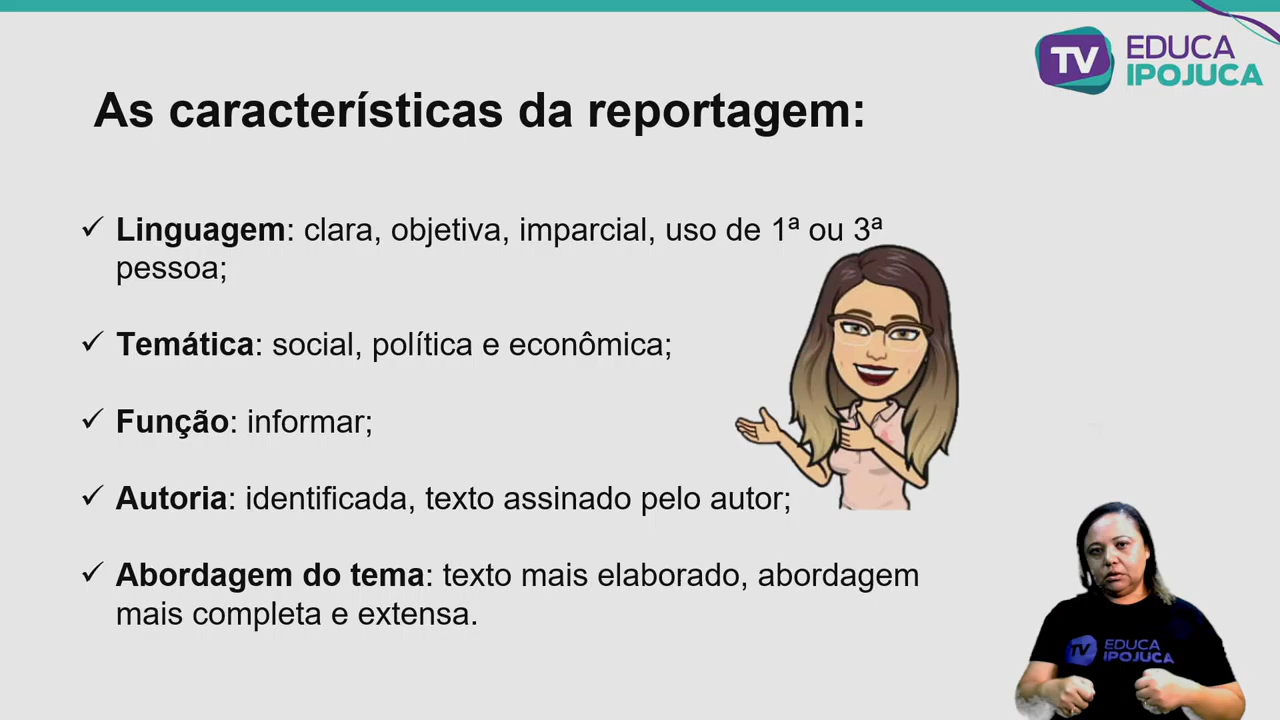 TV EDUCA
IPOJUCA
As características da reportagem:
✓ Linguagem: clara, objetiva, imparcial, uso de 1ª ou 3ª
pessoa;
✓ Temática: social, política e econômica;
✓ Função: informar;
✓ Autoria: identificada, texto assinado pelo autor;
✓ Abordagem do tema: texto mais elaborado, abordagem
mais completa e extensa.
TV EDUCA
IPOJUCA